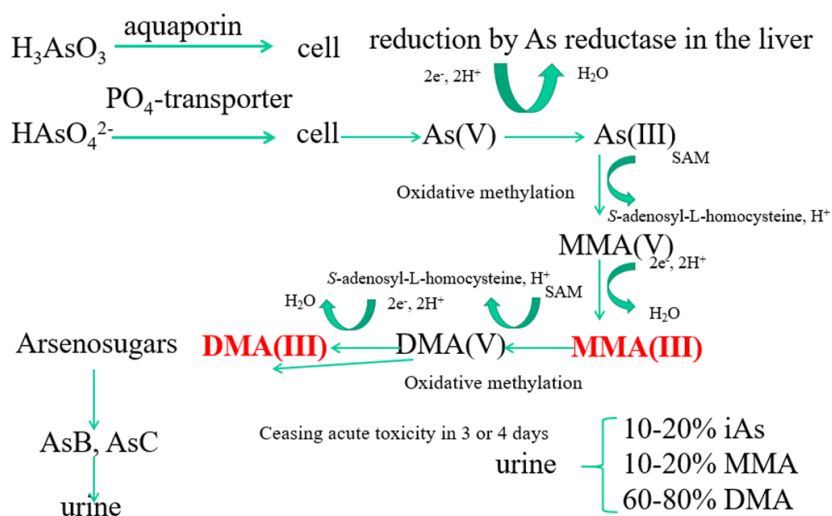 aquaporin
H₃AsO₃ cell reduction by As reductase in the liver
2e⁻, 2H⁺ H₂O
PO₄-transporter
HAsO₄²⁻ cell As(V) As(III)
SAM
Oxidative methylation
S-adenosyl-L-homocysteine, H⁺
MMA(V)
2e⁻, 2H⁺
S-adenosyl-L-homocysteine, H⁺
H₂O 2e⁻, 2H⁺ SAM
H₂O
Arsenosugars DMA(III) DMA(V) MMA(III)
Oxidative methylation
AsB, AsC
urine
Ceasing acute toxicity in 3 or 4 days
urine
10-20% iAs
10-20% MMA
60-80% DMA